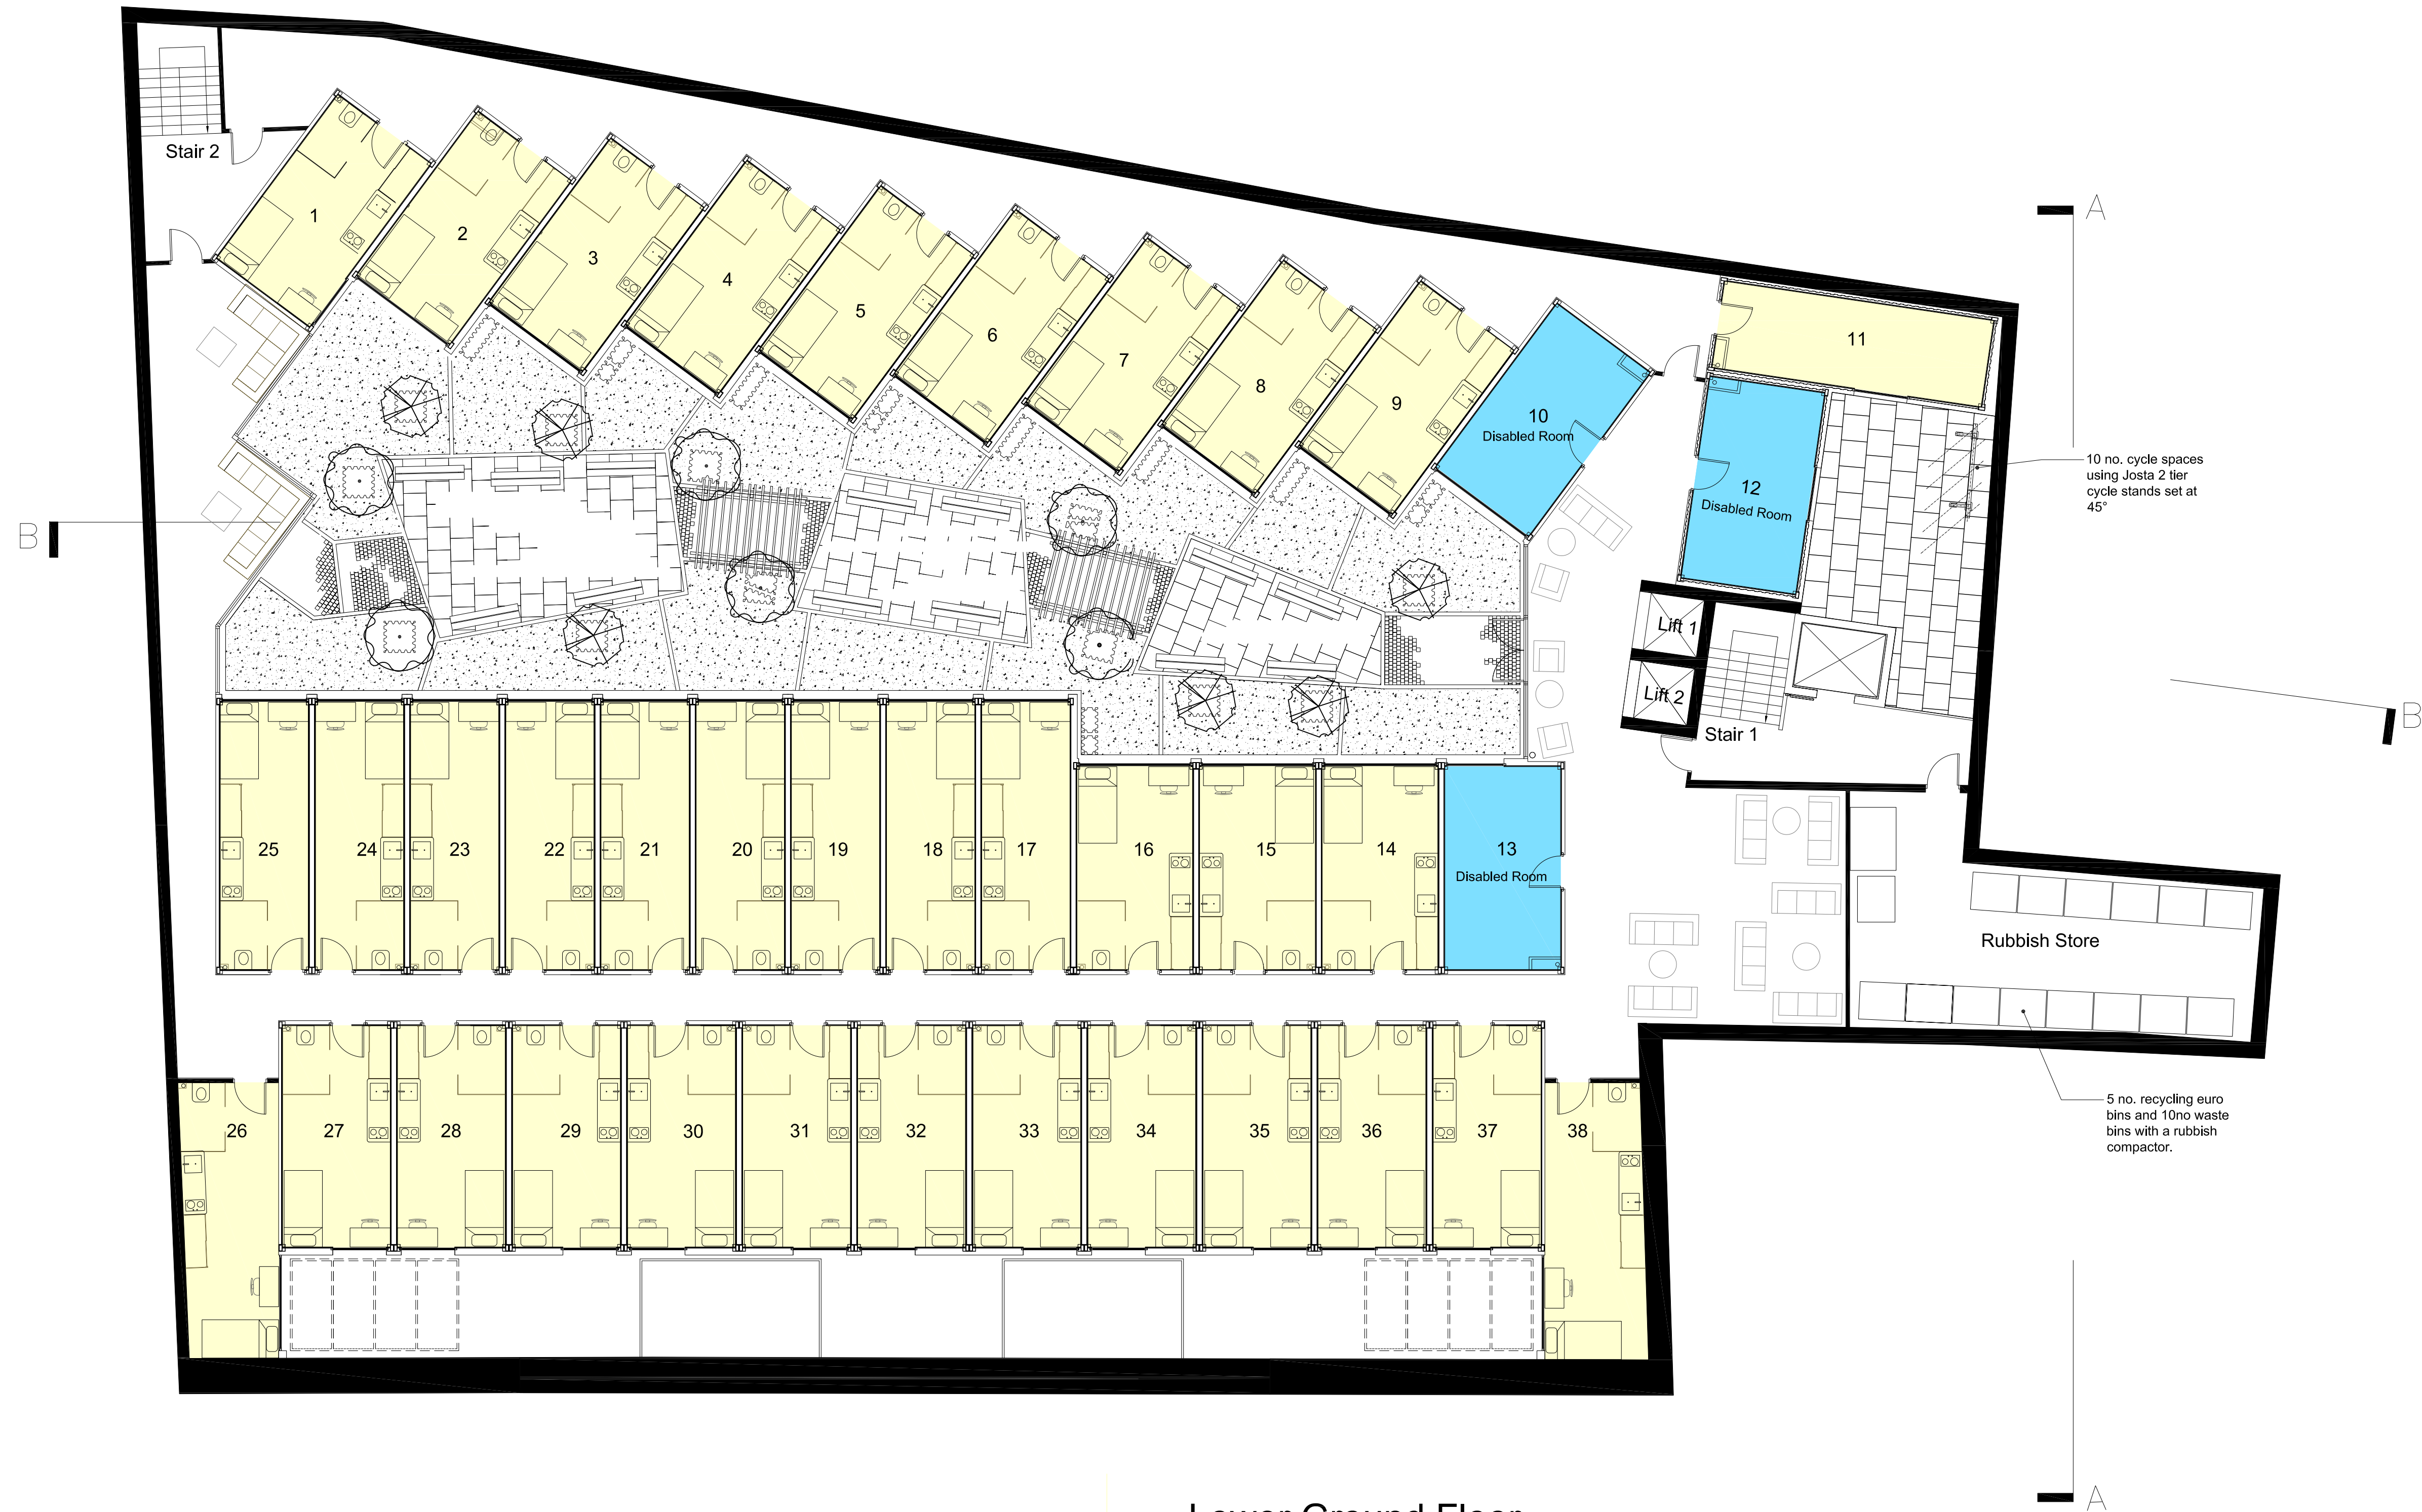 Stair 2
1
2
3
4
5
6
7
8
9
10
Disabled Room
11
12
Disabled Room
A
10 no. cycle spaces
using Josta 2 tier
cycle stands set at
45°
B
Lift 1
Lift 2
Stair 1
B
25
24
23
22
21
20
19
18
17
16
15
14
13
Disabled Room
Rubbish Store
26
27
28
29
30
31
32
33
34
35
36
37
38
5 no. recycling euro
bins and 10no waste
bins with a rubbish
compactor.
A
Lower Ground Floor